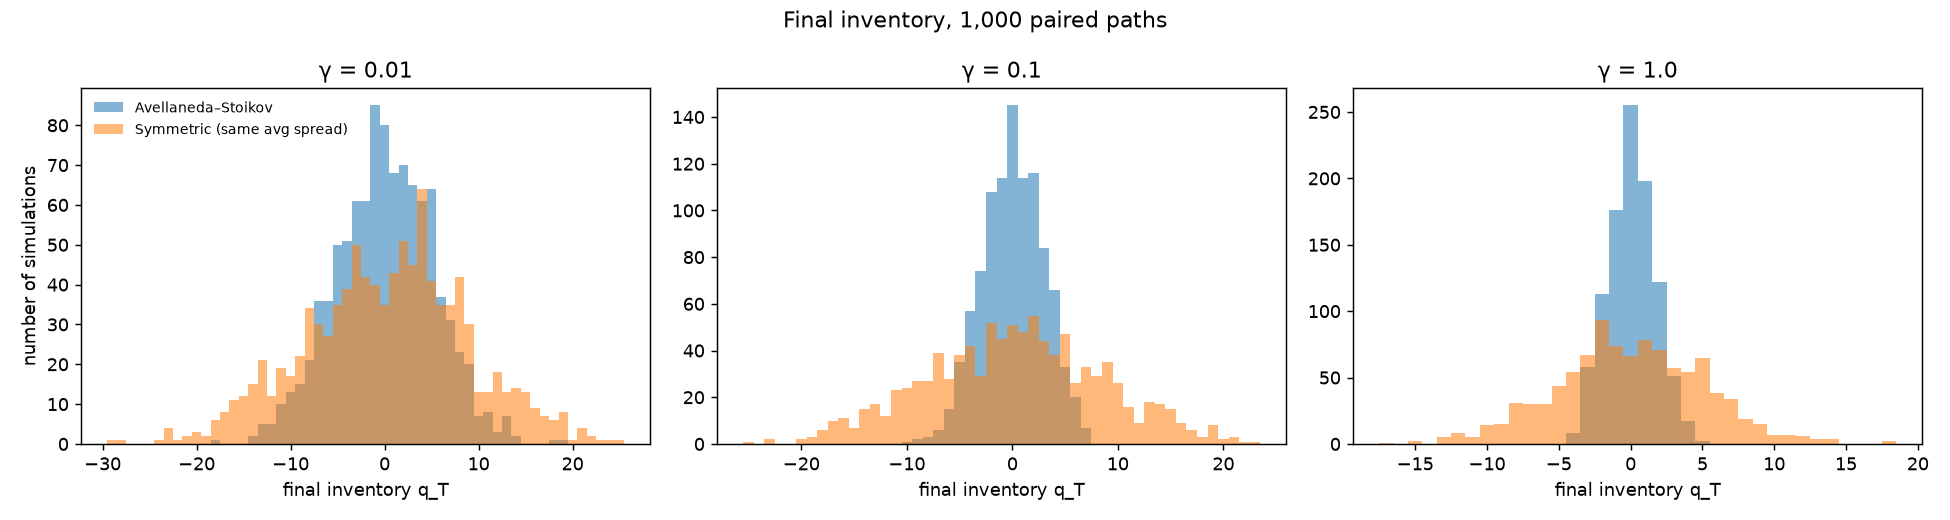 Final inventory, 1,000 paired paths
γ = 0.01
Avellaneda–Stoikov
Symmetric (same avg spread)
number of simulations
80
70
60
50
40
30
20
10
0
−30 −20 −10 0 10 20
final inventory q_T
γ = 0.1
140
120
100
80
60
40
20
0
−20 −10 0 10 20
final inventory q_T
γ = 1.0
250
200
150
100
50
0
−15 −10 −5 0 5 10 15 20
final inventory q_T